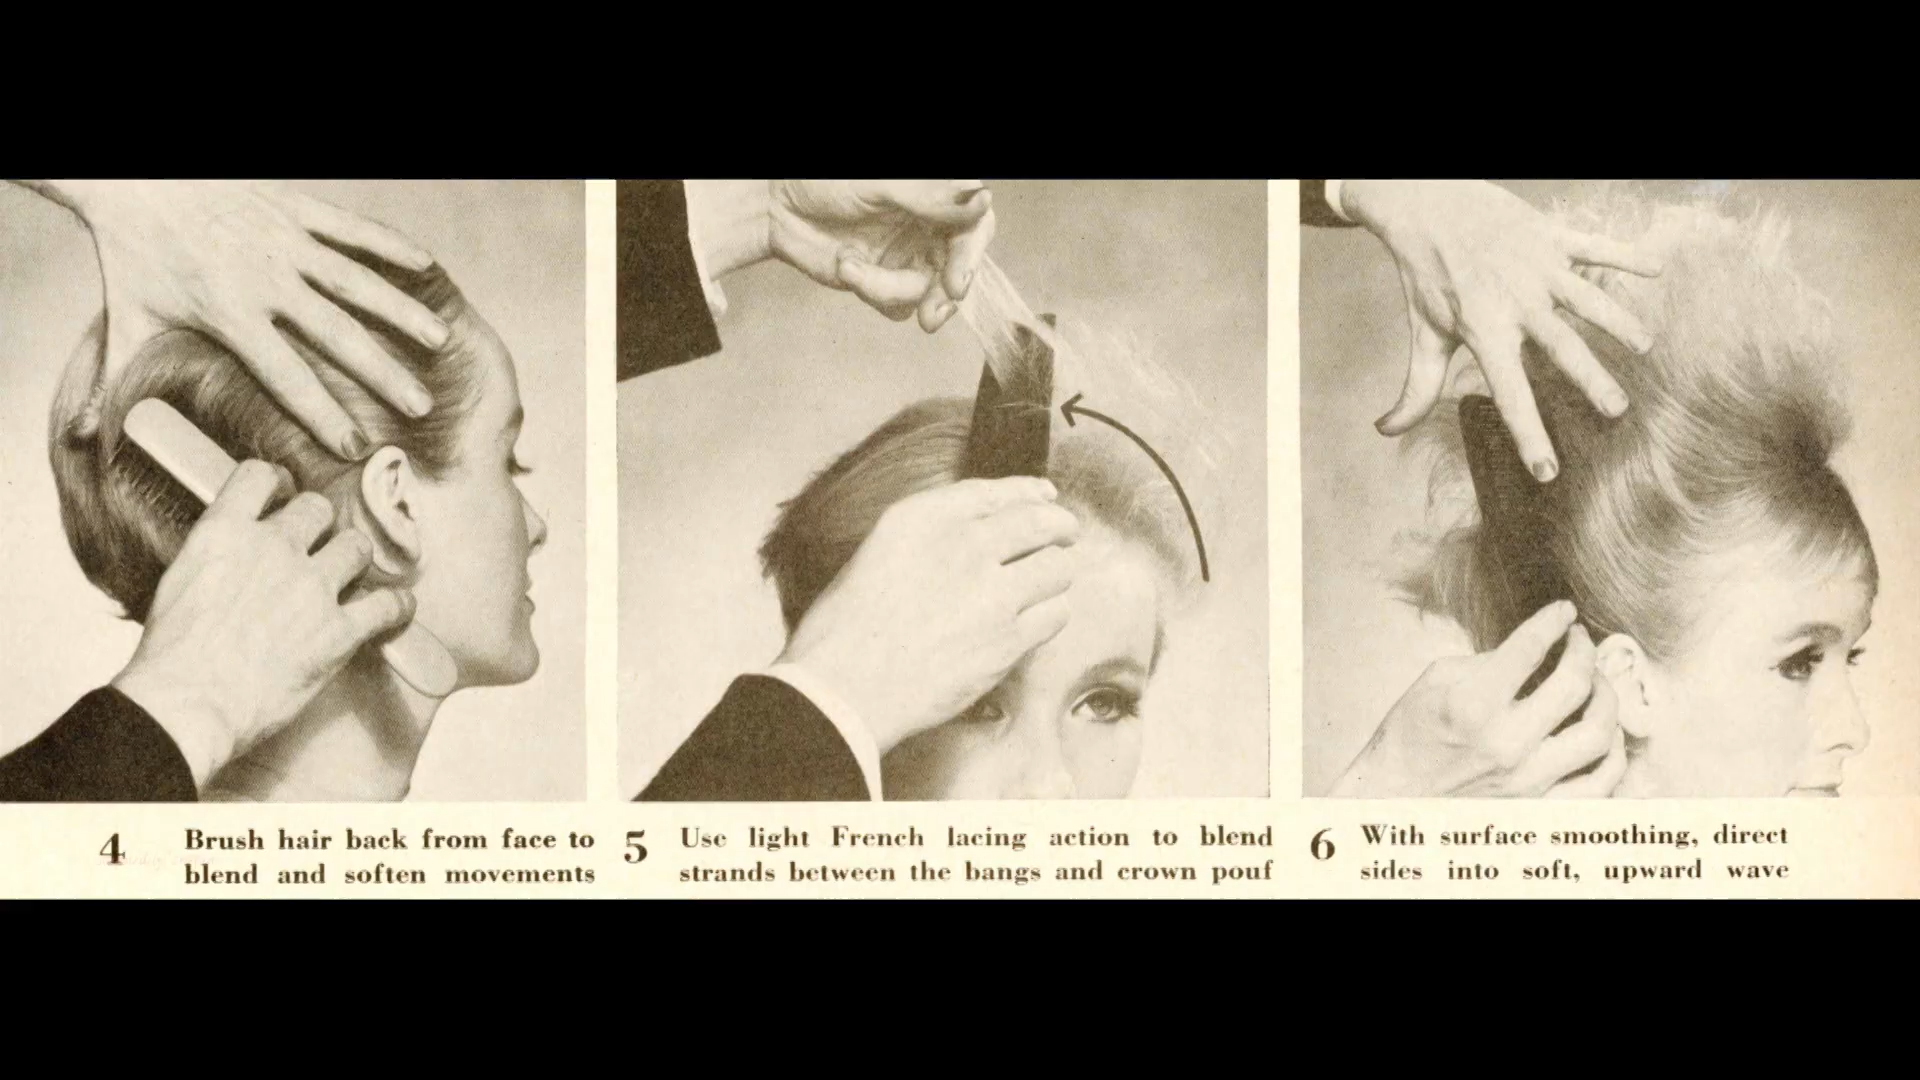 4
Brush hair back from face to
blend and soften movements
5
Use light French lacing action to blend
strands between the bangs and crown pouf
6
With surface smoothing, direct
sides into soft, upward wave